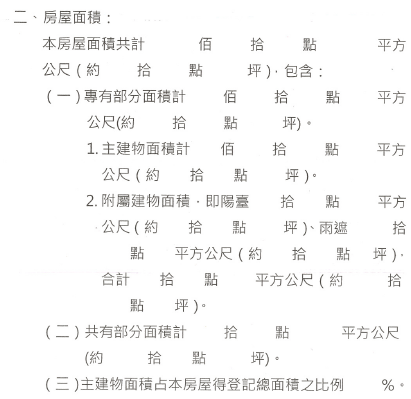 二、房屋面積：
本房屋面積共計　　佰　　拾　　點　　平方
公尺（約　　拾　　點　　坪），包含：
（一）專有部分面積計　　佰　　拾　　點　　平方
公尺(約　　拾　　點　　坪)。
1. 主建物面積計　　佰　　拾　　點　　平方
公尺（約　　拾　　點　　坪）。
2. 附屬建物面積，即陽臺　　拾　　點　　平方
公尺（約　　拾　　點　　坪）、雨遮　　拾
點　　平方公尺（約　　拾　　點　　坪），
合計　　拾　　點　　平方公尺（約　　拾
點　　坪）。
（二）共有部分面積計　　拾　　點　　平方公尺
(約　　拾　　點　　坪)。
（三）主建物面積占本房屋得登記總面積之比例　　%。